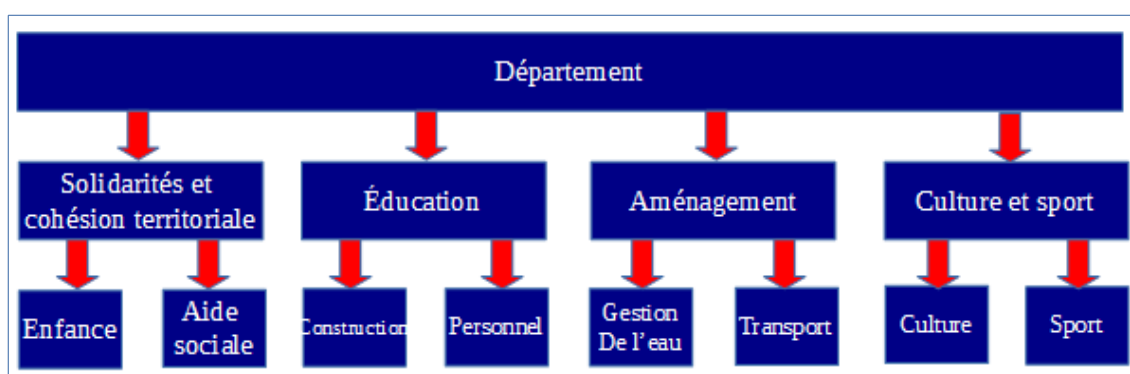 Département
Solidarités et
cohésion territoriale
Éducation
Aménagement
Culture et sport
Enfance
Aide
sociale
Construction
Personnel
Gestion
De l'eau
Transport
Culture
Sport